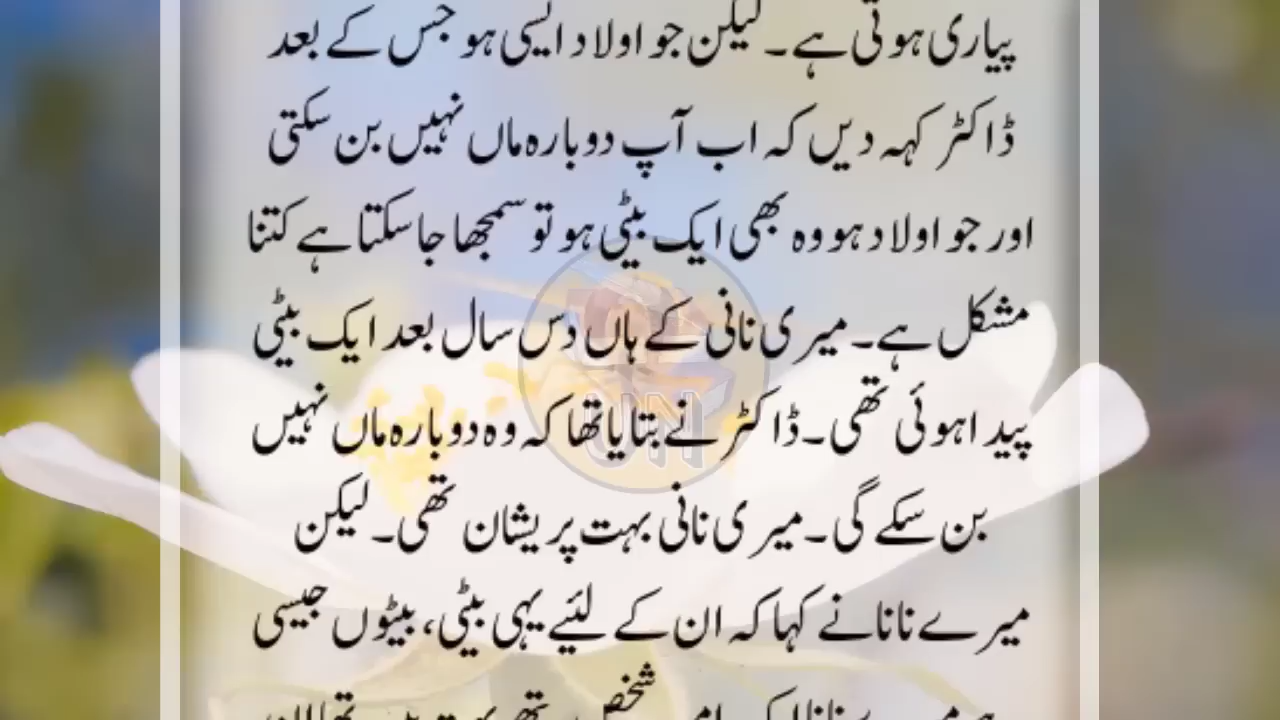 پیاری ہوتی ہے۔ لیکن جو اولاد ایسی ہو جس کے بعد
ڈاکٹر کہہ دیں کہ اب آپ دوبارہ ماں نہیں بن سکتی
اور جو اولاد ہو وہ بھی ایک بیٹی ہو تو سمجھا جا سکتا ہے کتنا
مشکل ہے۔ میری نانی کے ہاں دس سال بعد ایک بیٹی
پیدا ہوئی تھی۔ ڈاکٹر نے بتایا تھا کہ وہ دوبارہ ماں نہیں
بن سکے گی۔ میری نانی بہت پریشان تھی۔ لیکن
میرے نانا نے کہا کہ ان کے لئیے یہی بیٹی، بیٹوں جیسی
شخص
UN